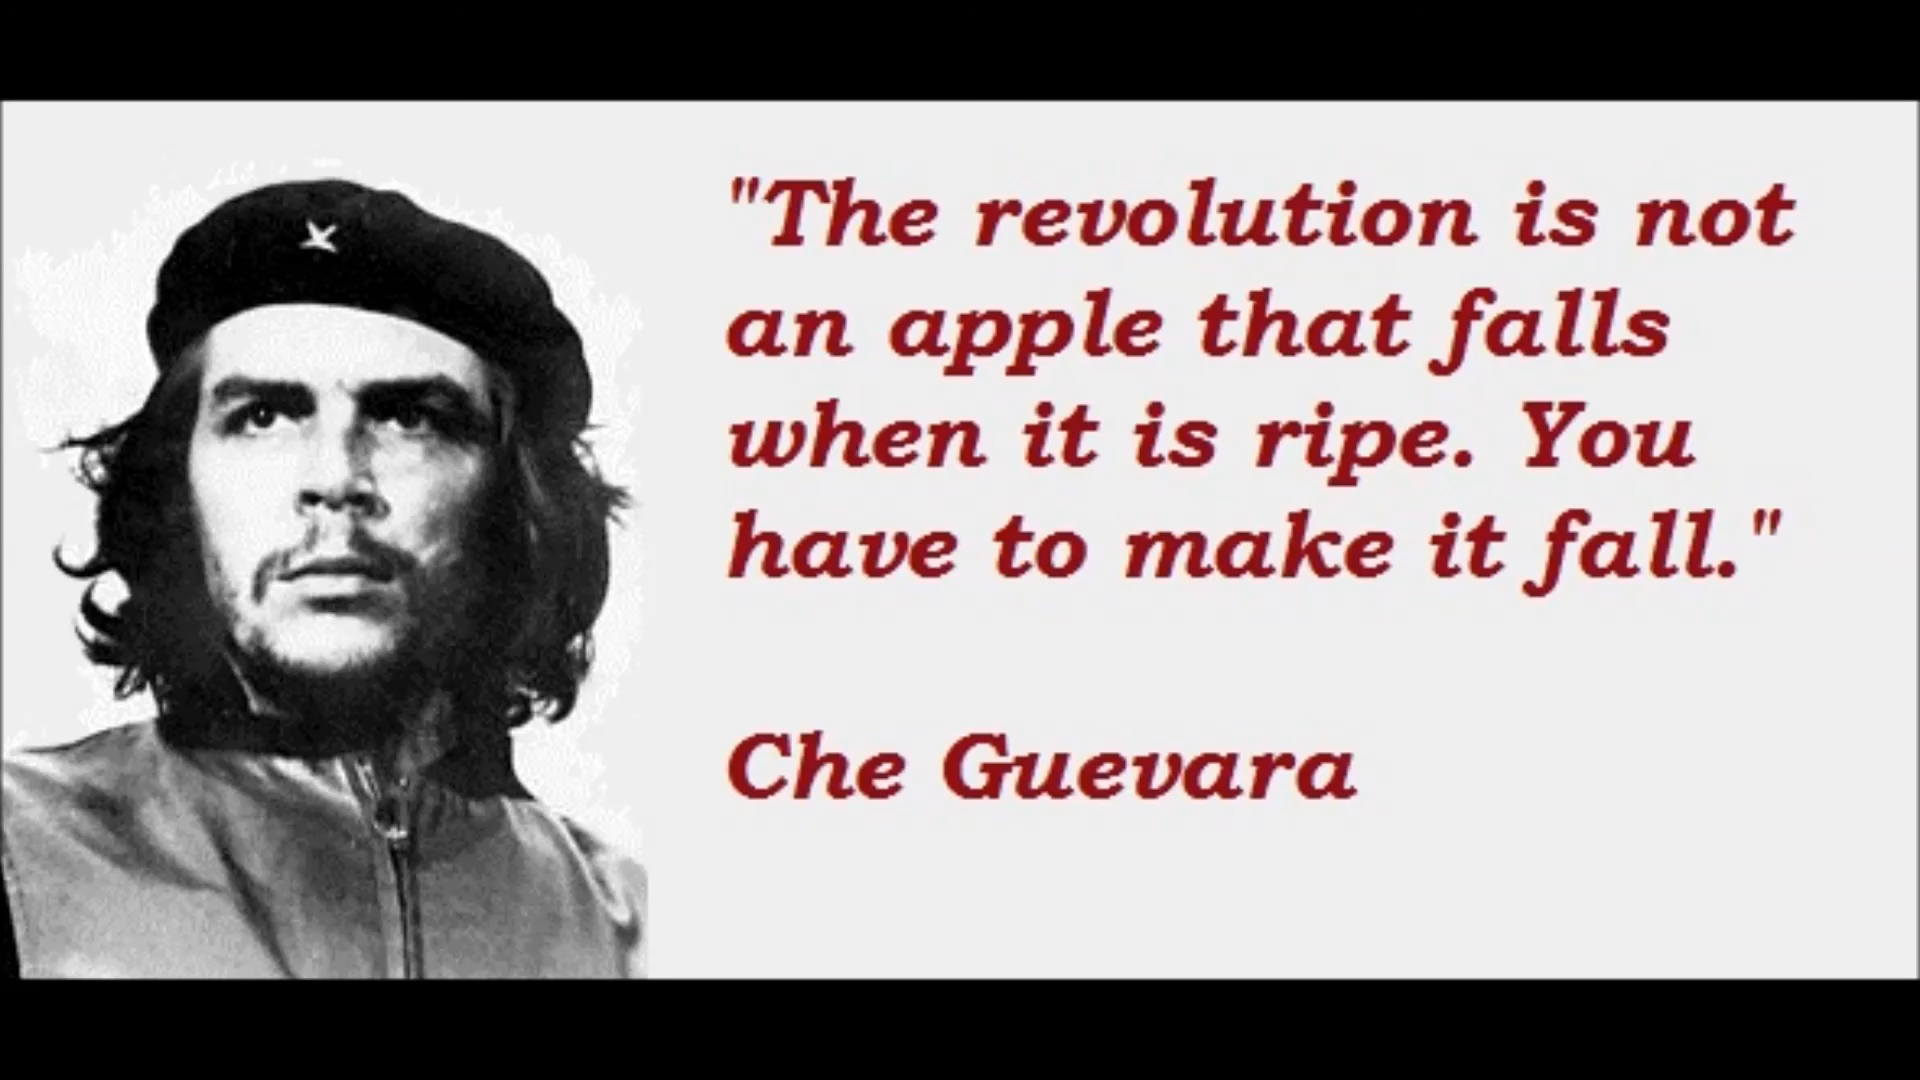 "The revolution is not
an apple that falls
when it is ripe. You
have to make it fall."
Che Guevara